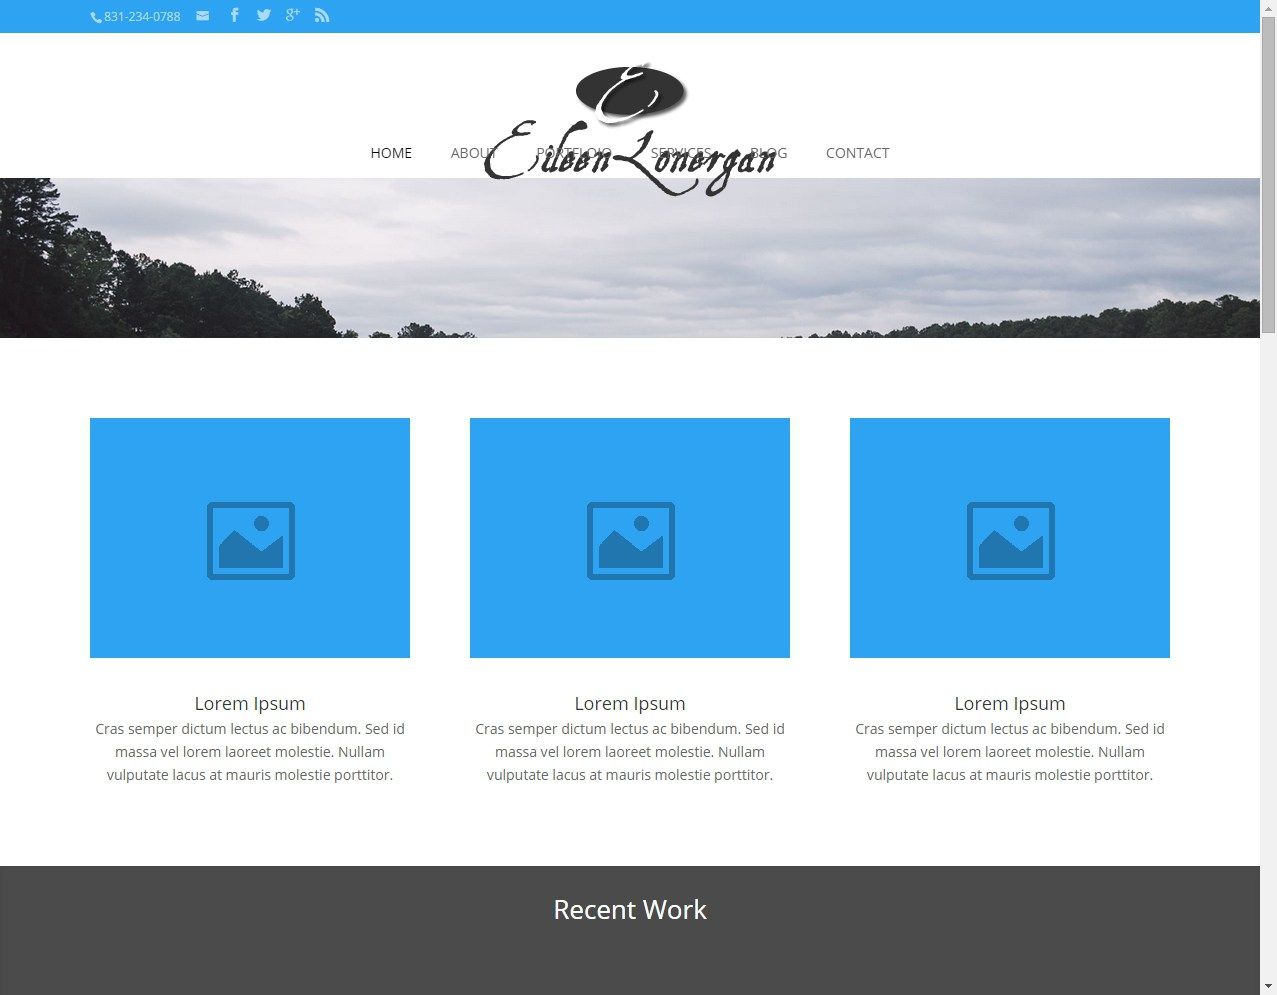 831-234-0788
E
Eileen Lonergan
HOME ABOUT PORTFLOIO SERVICES BLOG CONTACT
Lorem Ipsum
Cras semper dictum lectus ac bibendum. Sed id
massa vel lorem laoreet molestie. Nullam
vulputate lacus at mauris molestie porttitor.
Lorem Ipsum
Cras semper dictum lectus ac bibendum. Sed id
massa vel lorem laoreet molestie. Nullam
vulputate lacus at mauris molestie porttitor.
Lorem Ipsum
Cras semper dictum lectus ac bibendum. Sed id
massa vel lorem laoreet molestie. Nullam
vulputate lacus at mauris molestie porttitor.
Recent Work